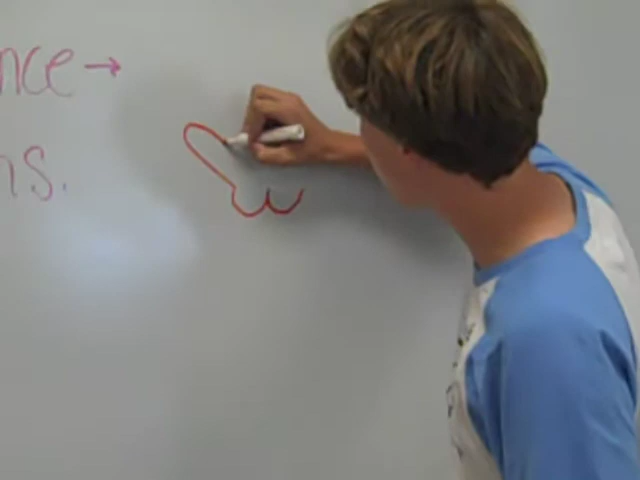 nce →
ns.